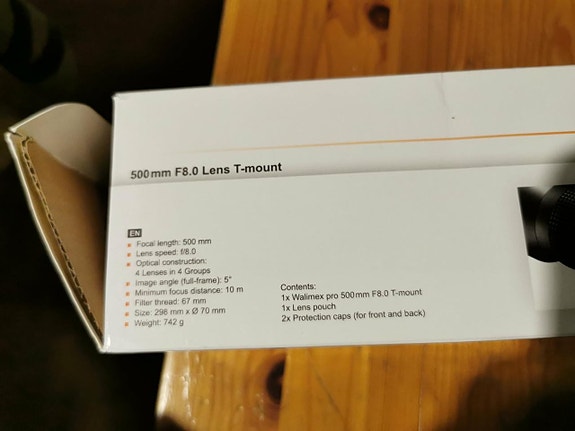 500mm F8.0 Lens T-mount
EN
Focal length: 500 mm
Lens speed: f/8.0
Optical construction:
4 Lenses in 4 Groups
Image angle (full-frame): 5°
Minimum focus distance: 10 m
Filter thread: 67 mm
Size: 296 mm x Ø 70 mm
Weight: 742 g
Contents:
1x Walimex pro 500mm F8.0 T-mount
1x Lens pouch
2x Protection caps (for front and back)